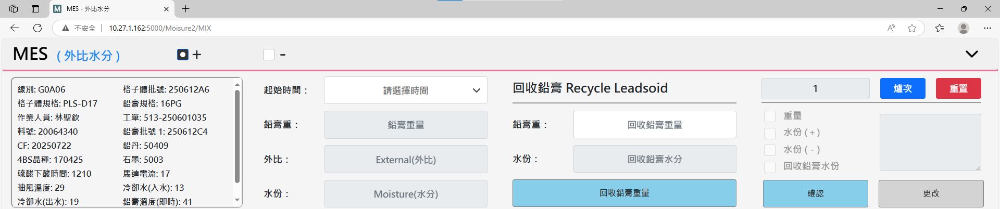 MES - 外比水分
不安全 10.27.1.162:5000/Moisure2/MIX
MES ( 外比水分 ) + -
線別: G0A06 格子體批號: 250612A6
格子體規格: PLS-D17 鉛膏規格: 16PG
作業人員: 林聖欽 工單: 513-250601035
料號: 20064340 鉛膏批號 1: 250612C4
CF: 20250722 鉛丹: 50409
4BS晶種: 170425 石墨: 5003
硫酸下酸時間: 1210 馬達電流: 17
抽風溫度: 29 冷卻水(入水): 13
冷卻水(出水): 19 鉛膏溫度(即時): 41
起始時間 : 請選擇時間
鉛膏重 : 鉛膏重量
外比 : External(外比)
水份 : Moisture(水分)
回收鉛膏 Recycle Leadsoid
鉛膏重 : 回收鉛膏重量
水份 : 回收鉛膏水分
回收鉛膏重量
1 爐次 重置
重量
水份 ( + )
水份 ( - )
回收鉛膏水份
確認 更改